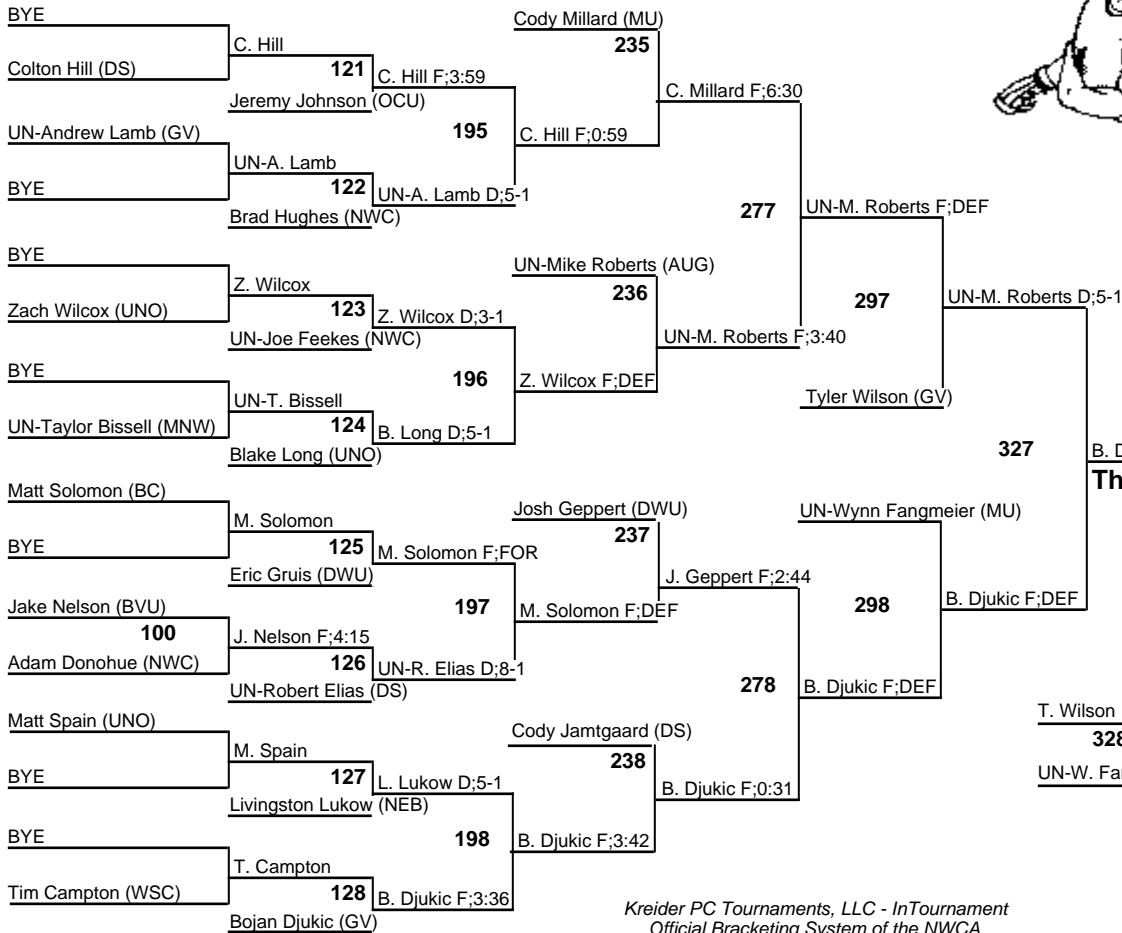 BYE
Cody Millard (MU)
C. Hill
235
Colton Hill (DS)
121
C. Hill F;3:59
C. Millard F;6:30
Jeremy Johnson (OCU)
UN-Andrew Lamb (GV)
195
C. Hill F;0:59
UN-A. Lamb
BYE
122
UN-A. Lamb D;5-1
277
UN-M. Roberts F;DEF
Brad Hughes (NWC)
BYE
UN-Mike Roberts (AUG)
Z. Wilcox
236
297
UN-M. Roberts D;5-1
Zach Wilcox (UNO)
123
Z. Wilcox D;3-1
UN-Joe Feekes (NWC)
UN-M. Roberts F;3:40
BYE
196
Z. Wilcox F;DEF
UN-T. Bissell
Tyler Wilson (GV)
UN-Taylor Bissell (MNW)
124
B. Long D;5-1
Blake Long (UNO)
327
B. D
Th
Matt Solomon (BC)
Josh Geppert (DWU)
UN-Wynn Fangmeier (MU)
M. Solomon
237
BYE
125
M. Solomon F;FOR
Eric Gruis (DWU)
J. Geppert F;2:44
Jake Nelson (BVU)
197
M. Solomon F;DEF
298
B. Djukic F;DEF
100
J. Nelson F;4:15
Adam Donohue (NWC)
126
UN-R. Elias D;8-1
UN-Robert Elias (DS)
278
B. Djukic F;DEF
Matt Spain (UNO)
Cody Jamtgaard (DS)
T. Wilson
M. Spain
238
328
BYE
127
L. Lukow D;5-1
B. Djukic F;0:31
UN-W. Fa
Livingston Lukow (NEB)
BYE
198
B. Djukic F;3:42
T. Campton
Tim Campton (WSC)
128
B. Djukic F;3:36
Bojan Djukic (GV)
Kreider PC Tournaments, LLC - InTournament
Official Bracketing System of the NWCA